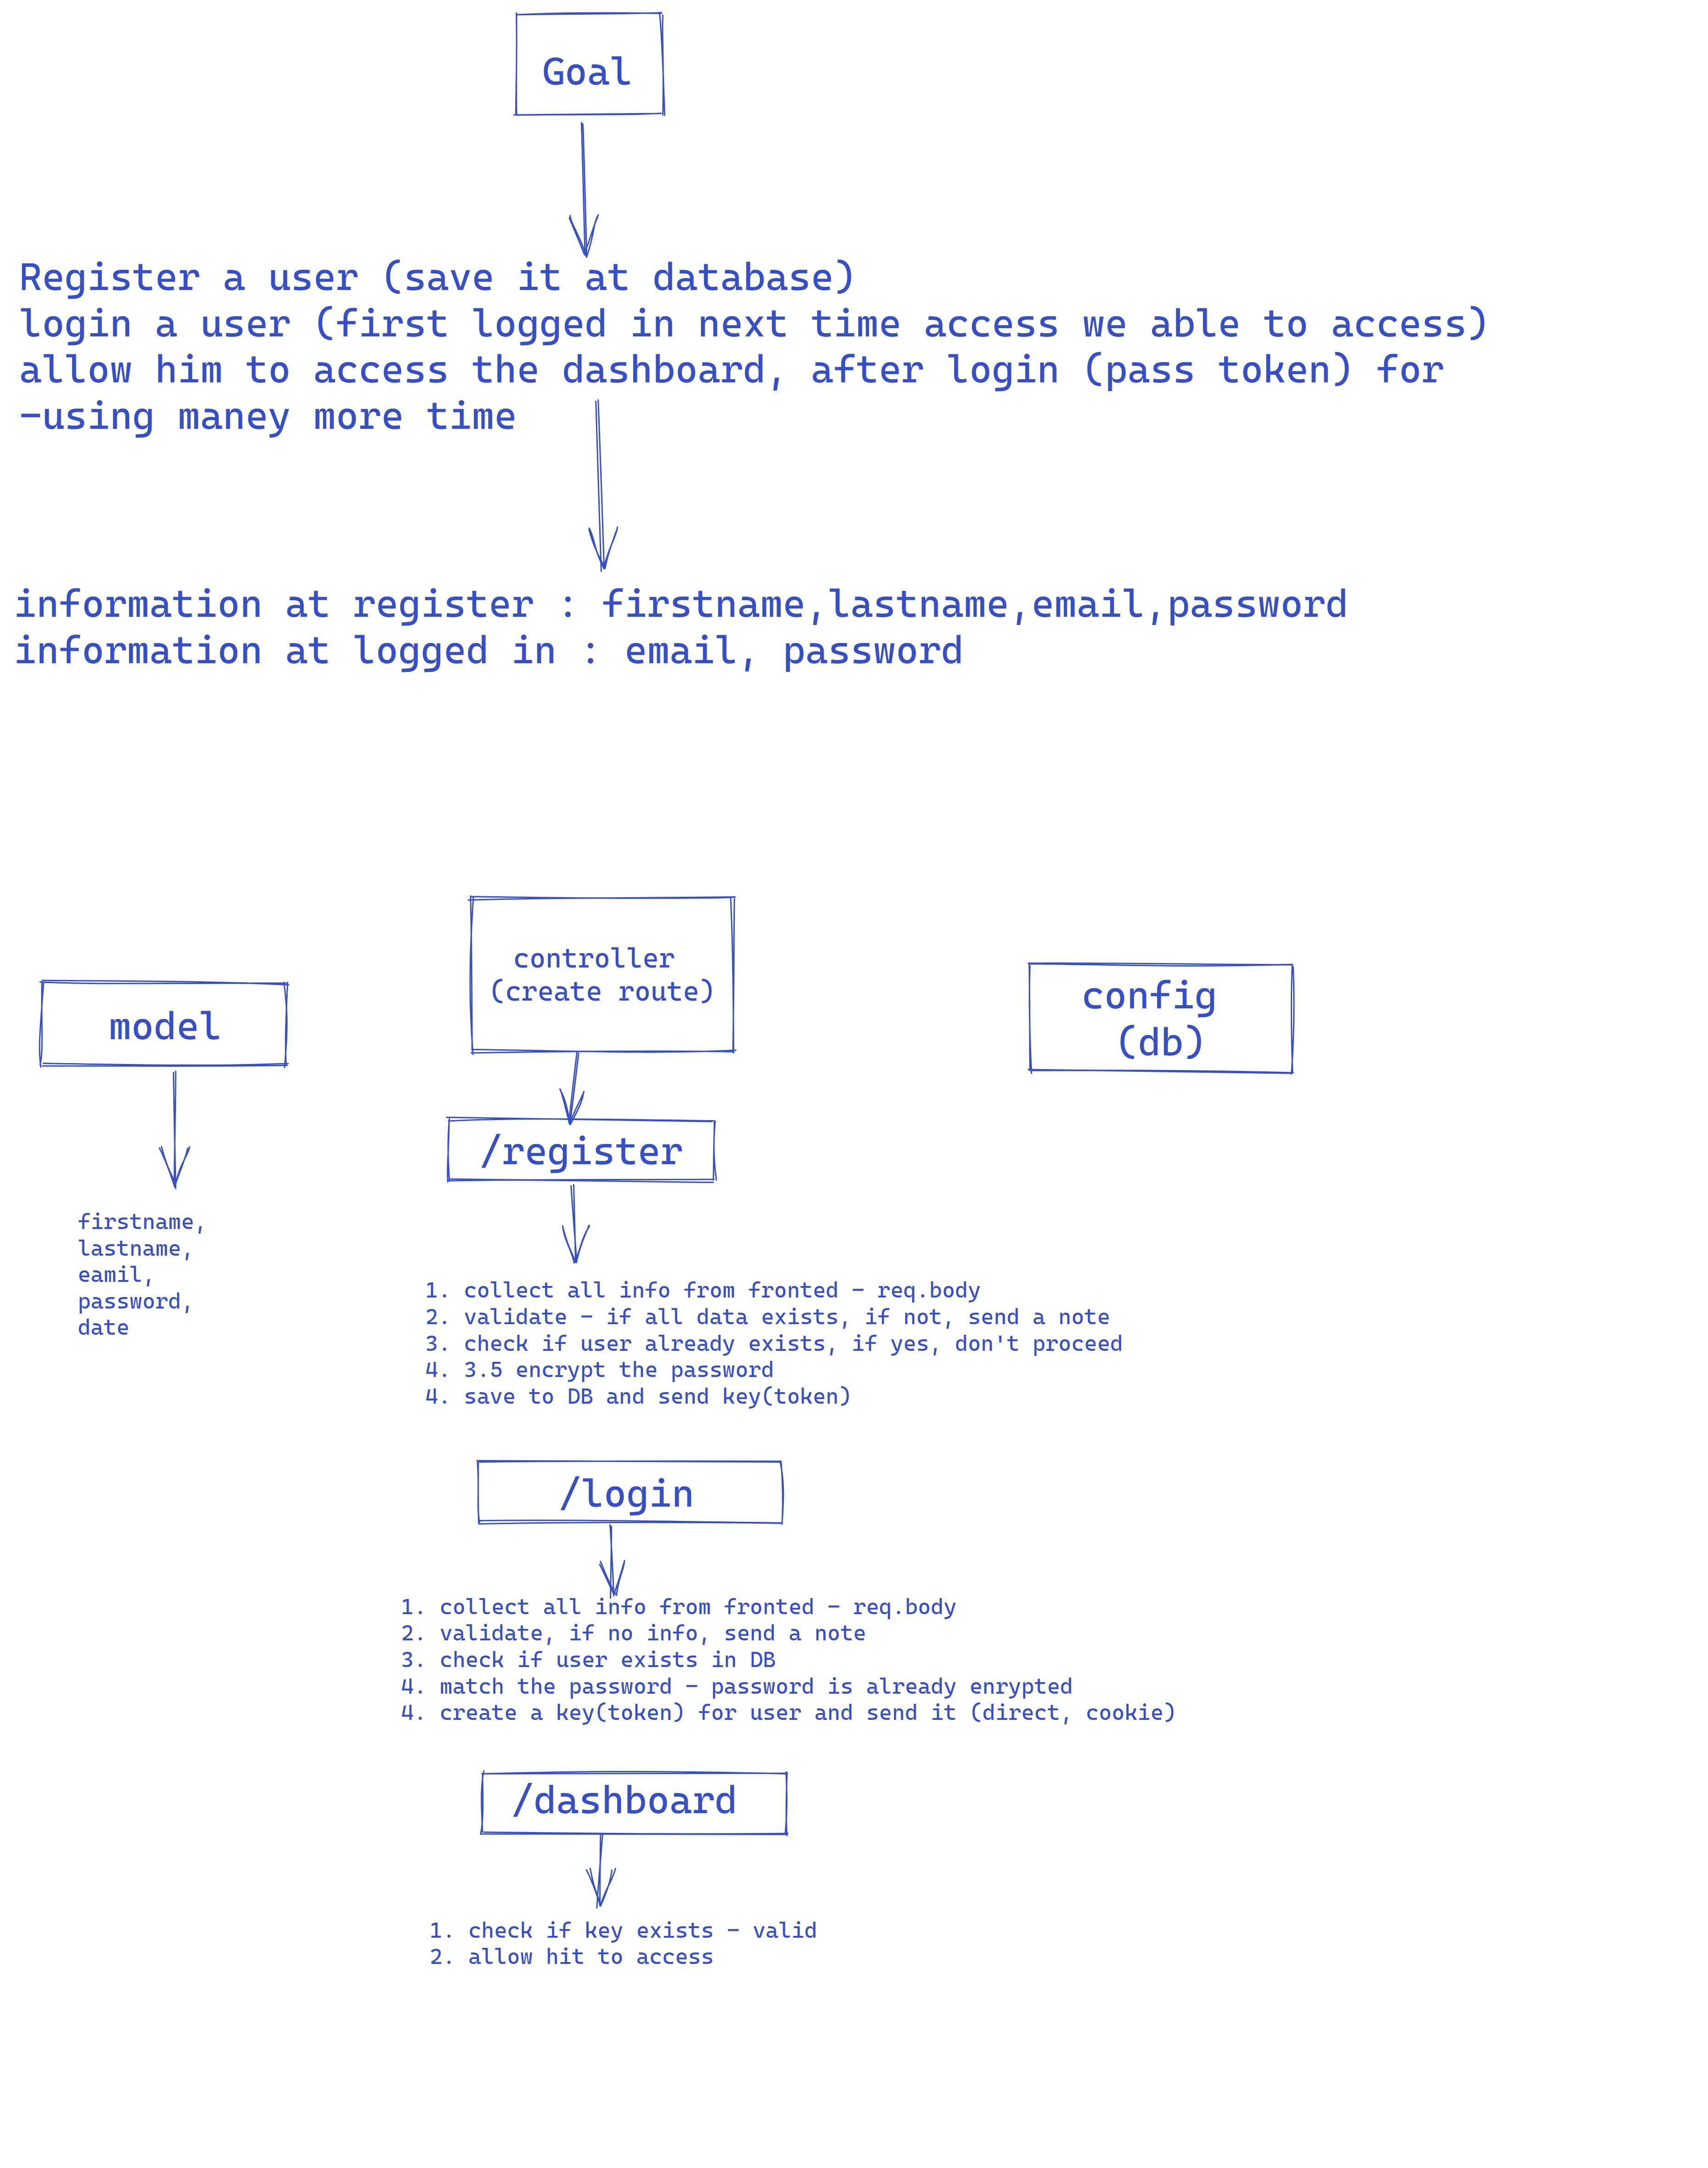 Goal
Register a user (save it at database)
login a user (first logged in next time access we able to access)
allow him to access the dashboard, after login (pass token) for
-using maney more time
information at register : firstname,lastname,email,password
information at logged in : email, password
model
firstname,
lastname,
eamil,
password,
date
controller
(create route)
/register
1. collect all info from fronted - req.body
2. validate - if all data exists, if not, send a note
3. check if user already exists, if yes, don't proceed
4. 3.5 encrypt the password
4. save to DB and send key(token)
/login
1. collect all info from fronted - req.body
2. validate, if no info, send a note
3. check if user exists in DB
4. match the password - password is already enrypted
4. create a key(token) for user and send it (direct, cookie)
/dashboard
1. check if key exists - valid
2. allow hit to access
config
(db)